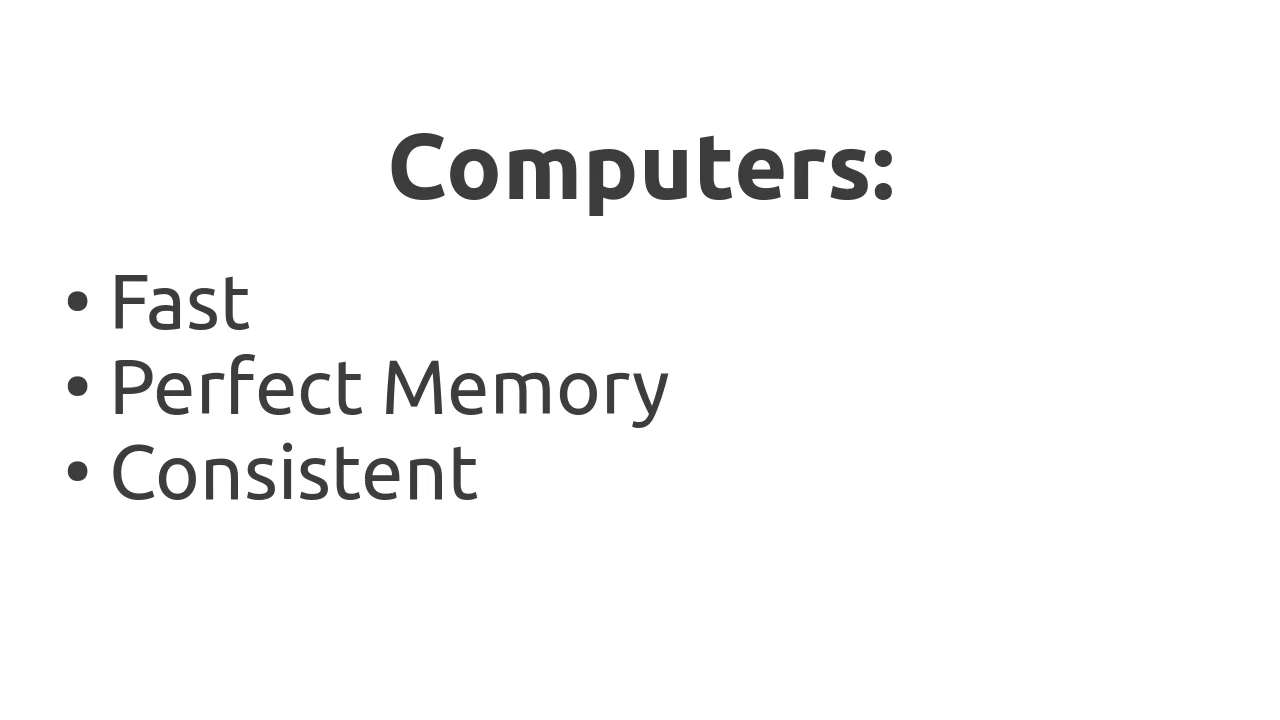 Computers:
• Fast
• Perfect Memory
• Consistent